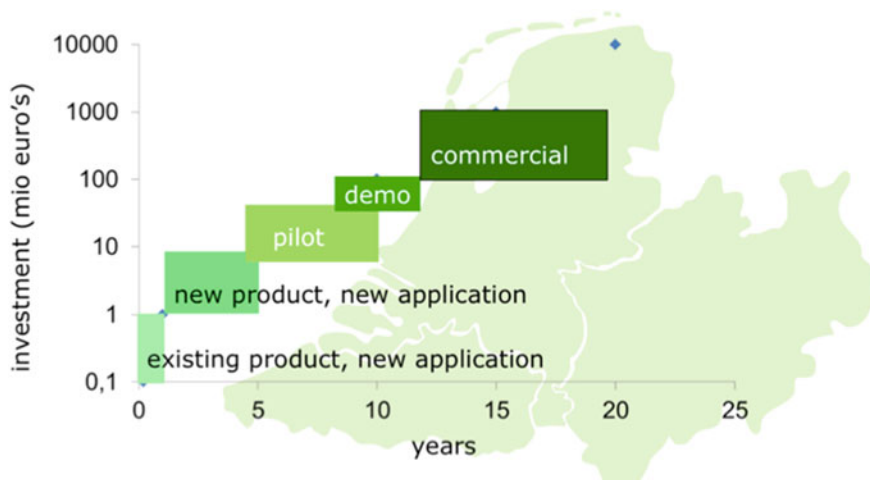 investment (mio euro’s)
10000
1000
100
10
1
0,1
commercial
demo
pilot
new product, new application
existing product, new application
0
5
10
15
20
25
years